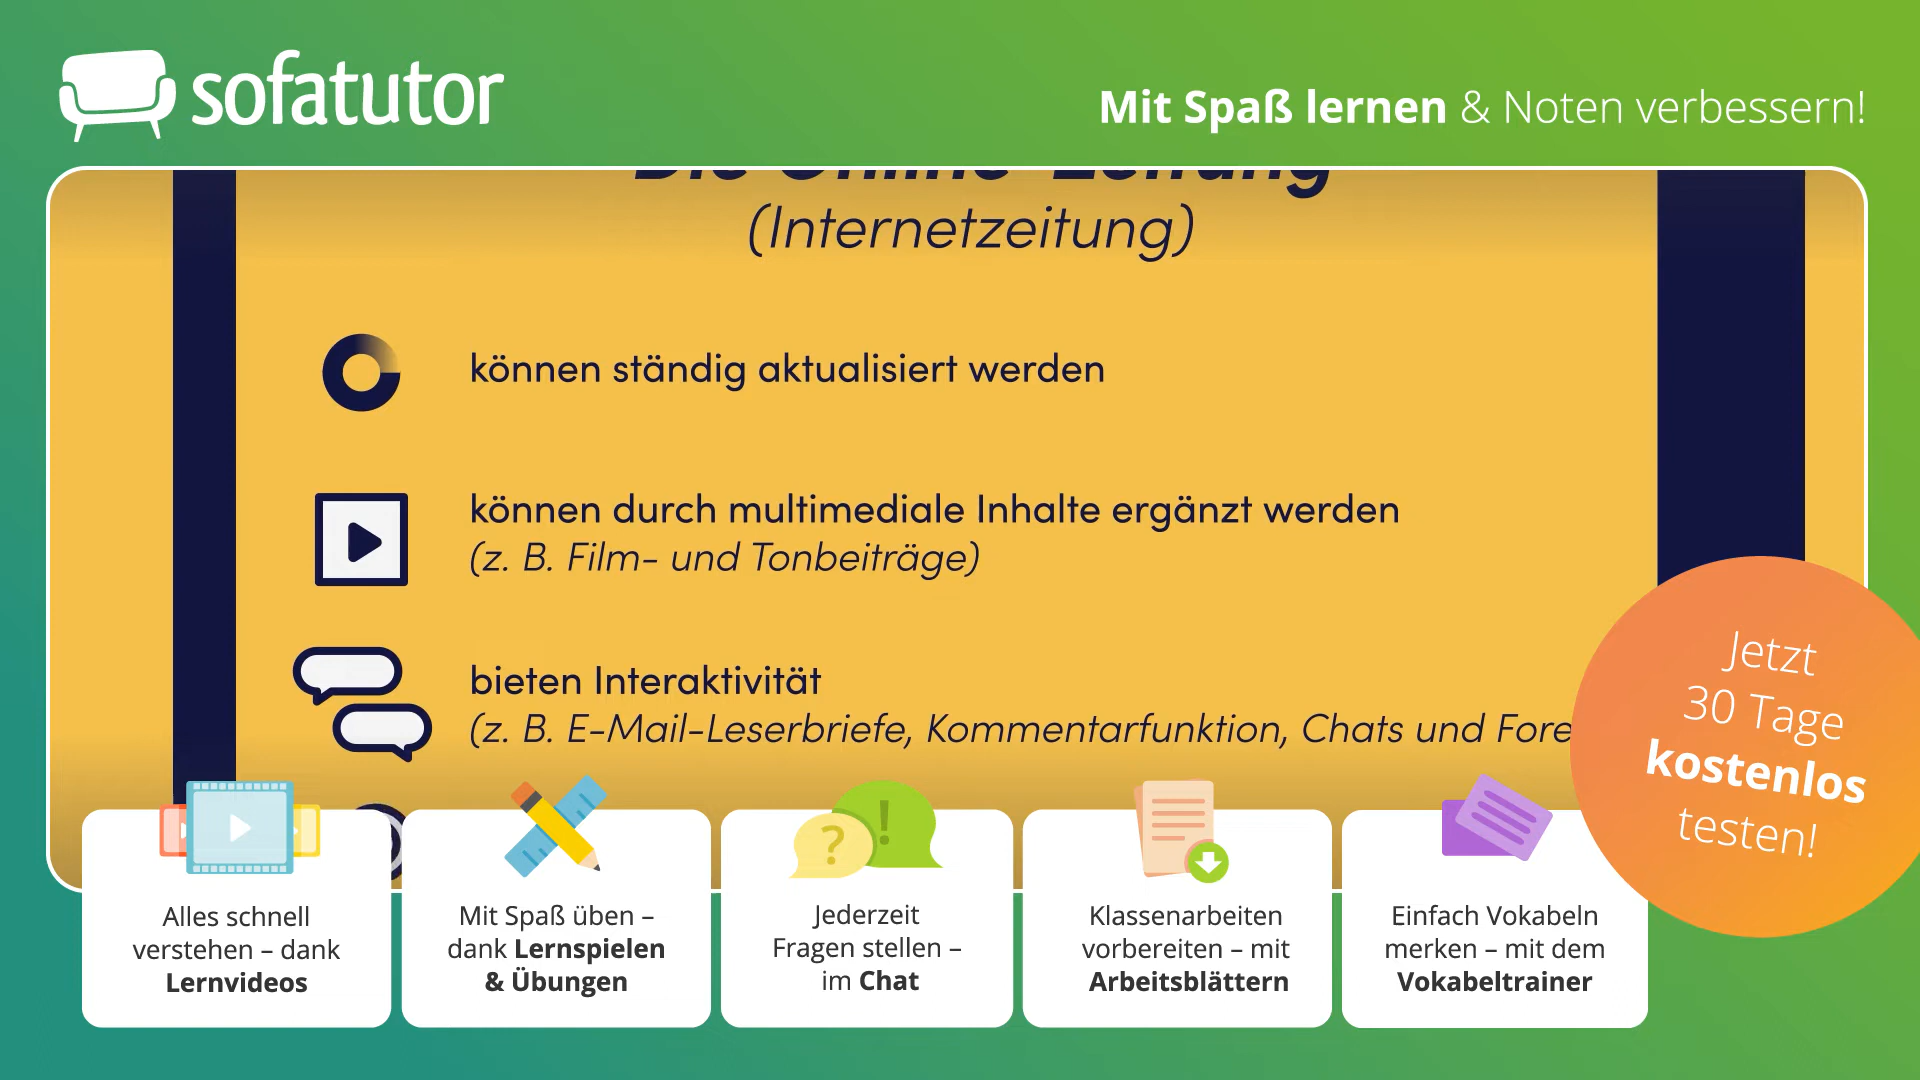 sofatutor
Mit Spaß lernen & Noten verbessern!
Die Online-Zeitung
(Internetzeitung)
können ständig aktualisiert werden
können durch multimediale Inhalte ergänzt werden
(z. B. Film- und Tonbeiträge)
bieten Interaktivität
(z. B. E-Mail-Leserbriefe, Kommentarfunktion, Chats und Fore
Jetzt
30 Tage
kostenlos
testen!
Alles schnell
verstehen – dank
Lernvideos
Mit Spaß üben –
dank Lernspielen
& Übungen
? !
Jederzeit
Fragen stellen –
im Chat
Klassenarbeiten
vorbereiten – mit
Arbeitsblättern
Einfach Vokabeln
merken – mit dem
Vokabeltrainer